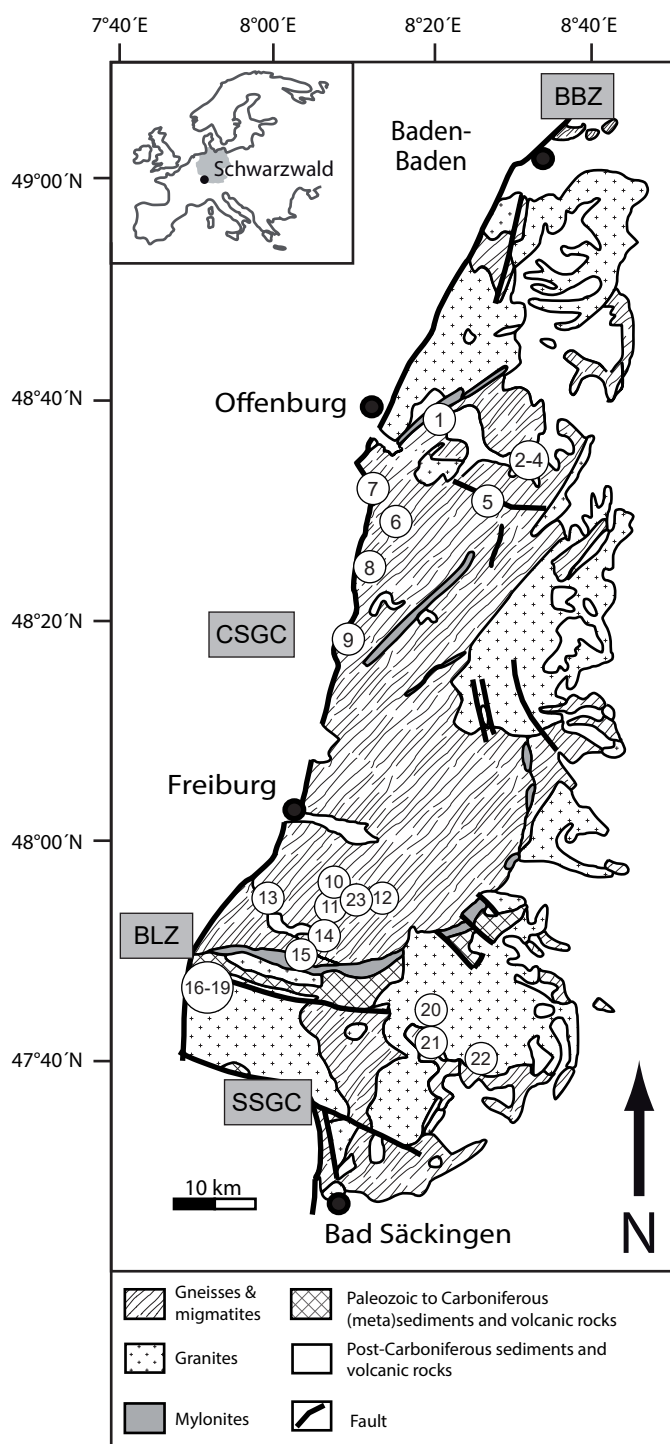 7°40´E
8°00´E
8°20´E
8°40´E
BBZ
Baden-
Baden
Schwarzwald
49°00´N
48°40´N
Offenburg
1
2-4
7
5
6
8
48°20´N
CSGC
9
Freiburg
48°00´N
10
13
12
11
23
BLZ
14
15
16-19
20
21
47°40´N
22
SSGC
10 km
N
Bad Säckingen
Gneisses &
migmatites
Paleozoic to Carboniferous
(meta)sediments and volcanic rocks
Granites
Post-Carboniferous sediments and
volcanic rocks
Mylonites
Fault